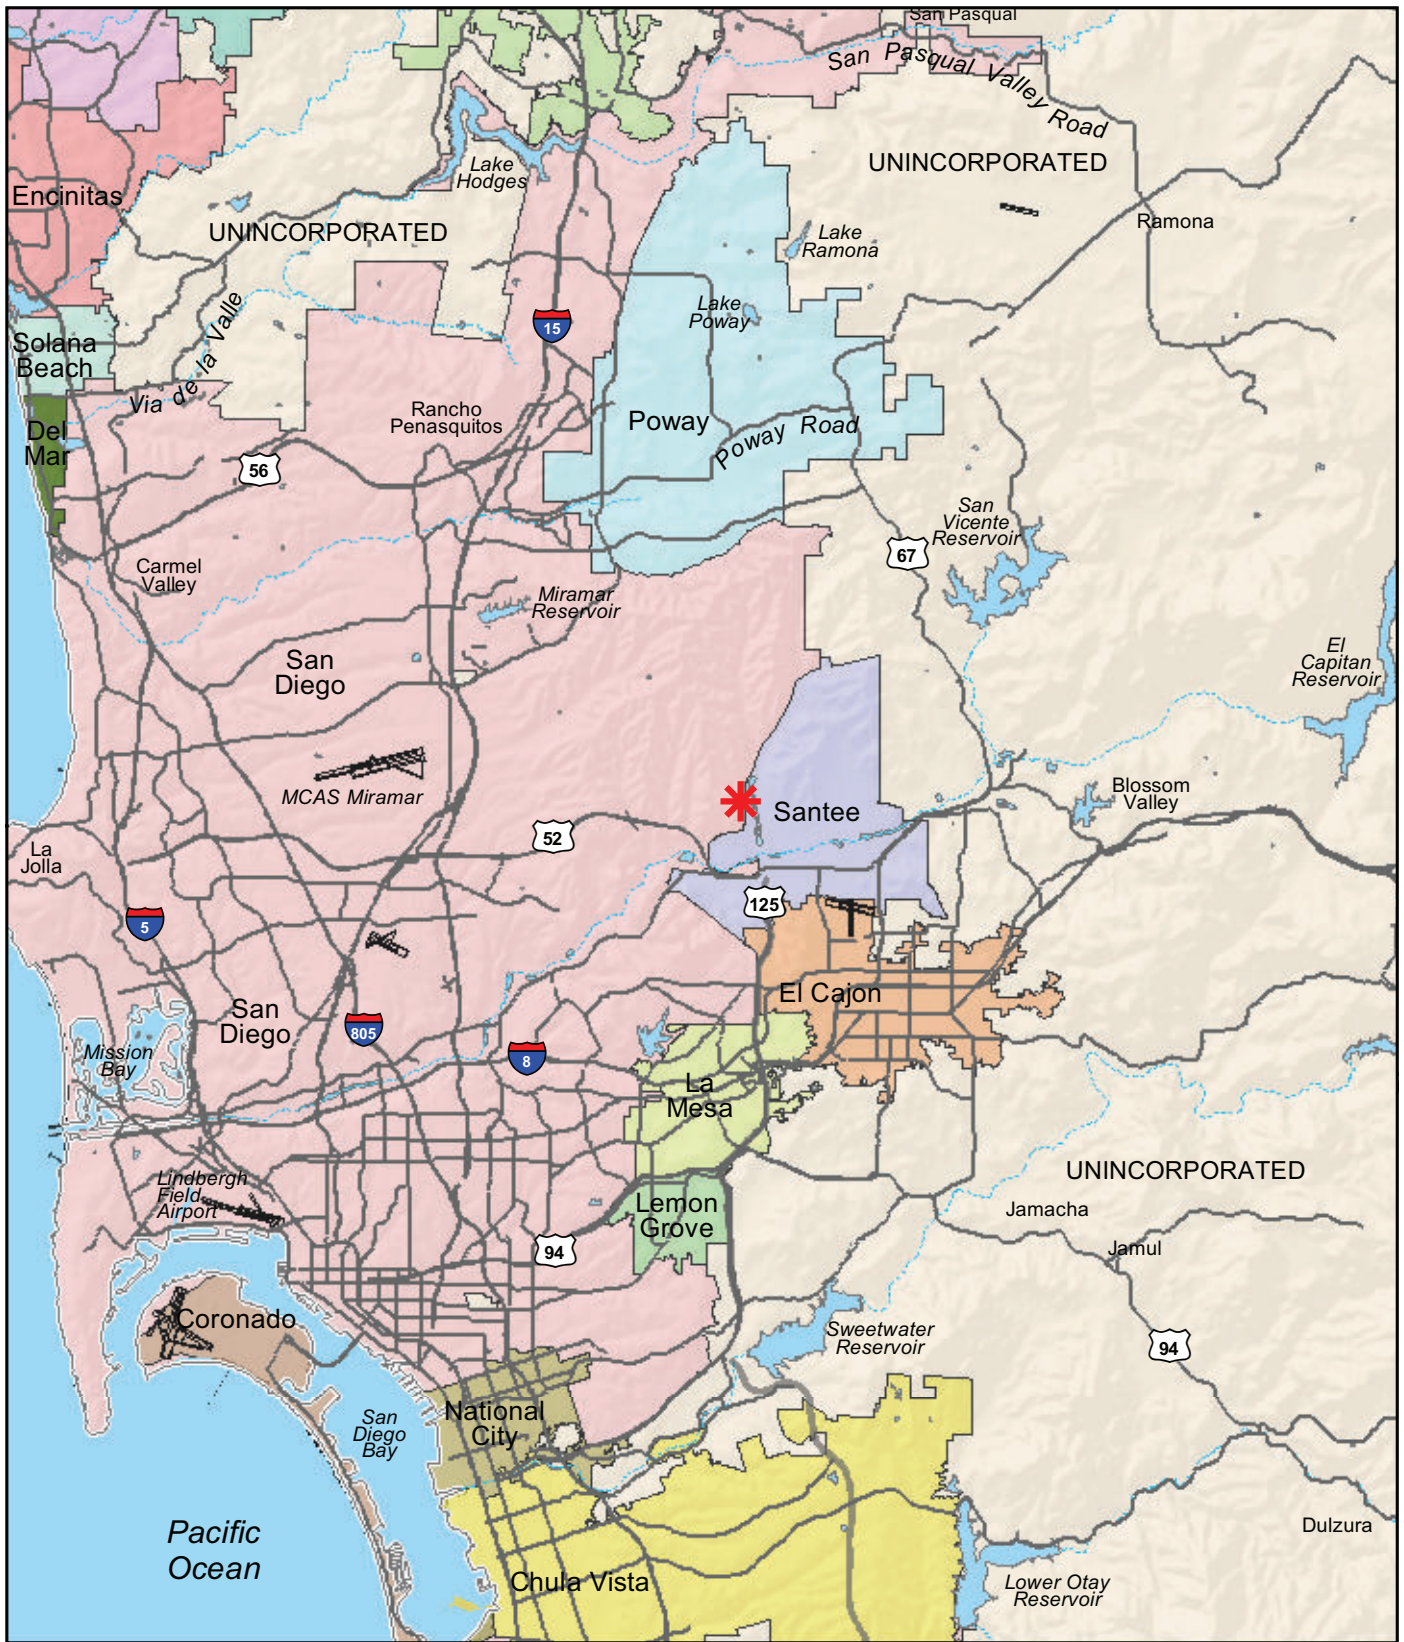 San Pasqual
San Pasqual Valley Road
UNINCORPORATED
Lake
Hodges
Encinitas
UNINCORPORATED
Ramona
Lake
Ramona
Lake
Poway
15
Solana
Beach
Via de la Valle
Rancho
Penasquitos
Del
Mar
Poway
Poway Road
56
San
Vicente
Reservoir
67
Carmel
Valley
Miramar
Reservoir
San
Diego
El
Capitan
Reservoir
MCAS Miramar
Santee
Blossom
Valley
52
La
Jolla
125
5
El Cajon
San
Diego
805
8
Mission
Bay
La
Mesa
Lindbergh
Field
Airport
UNINCORPORATED
Lemon
Grove
Jamacha
94
Jamul
Coronado
Sweetwater
Reservoir
94
National
City
San
Diego
Bay
Pacific
Ocean
Dulzura
Chula Vista
Lower Otay
Reservoir